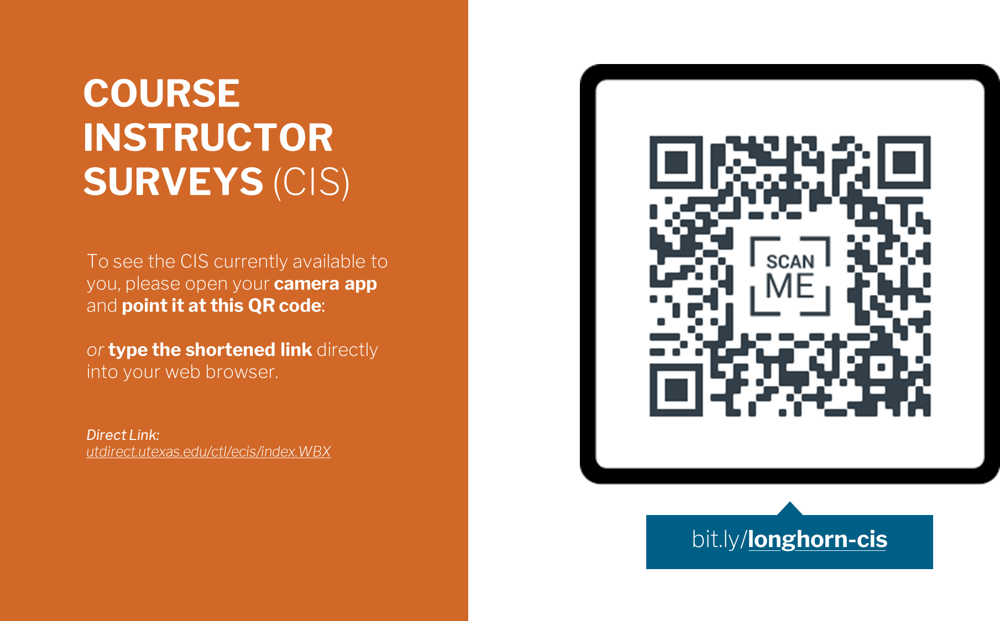 COURSE
INSTRUCTOR
SURVEYS (CIS)
To see the CIS currently available to
you, please open your camera app
and point it at this QR code:
or type the shortened link directly
into your web browser.
Direct Link:
utdirect.utexas.edu/ctl/ecis/index.WBX
SCAN
ME
bit.ly/longhorn-cis